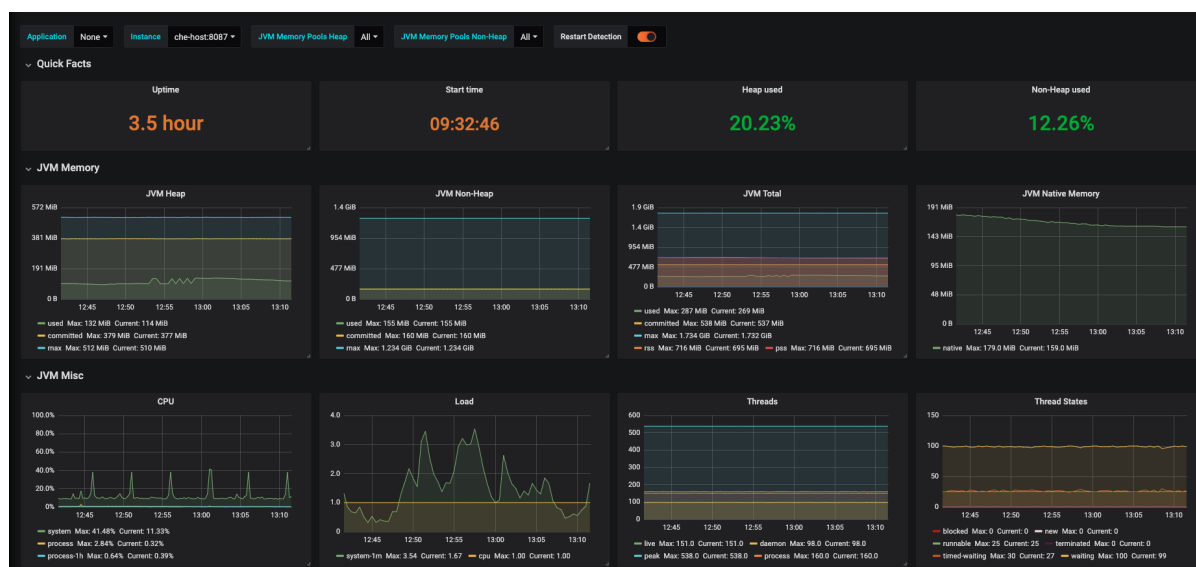 Application None Instance che-host:8087 JVM Memory Pools Heap All JVM Memory Pools Non-Heap All Restart Detection
Quick Facts
Uptime
3.5 hour
Start time
09:32:46
Heap used
20.23%
Non-Heap used
12.26%
JVM Memory
JVM Heap
572 MiB
381 MiB
191 MiB
0 B
12:45 12:50 12:55 13:00 13:05 13:10
used Max: 132 MiB Current: 114 MiB
committed Max: 379 MiB Current: 377 MiB
max Max: 512 MiB Current: 510 MiB
JVM Non-Heap
1.4 GiB
954 MiB
477 MiB
0 B
12:45 12:50 12:55 13:00 13:05 13:10
used Max: 155 MiB Current: 155 MiB
committed Max: 160 MiB Current: 160 MiB
max Max: 1.234 GiB Current: 1.234 GiB
JVM Total
1.9 GiB
1.4 GiB
954 MiB
477 MiB
0 B
12:45 12:50 12:55 13:00 13:05 13:10
used Max: 287 MiB Current: 269 MiB
committed Max: 538 MiB Current: 537 MiB
max Max: 1.734 GiB Current: 1.732 GiB
rss Max: 716 MiB Current: 695 MiB pss Max: 716 MiB Current: 695 MiB
JVM Native Memory
191 MiB
143 MiB
95 MiB
48 MiB
0 B
12:45 12:50 12:55 13:00 13:05 13:10
native Max: 179.0 MiB Current: 159.0 MiB
JVM Misc
CPU
100.0%
80.0%
60.0%
40.0%
20.0%
0%
12:45 12:50 12:55 13:00 13:05 13:10
system Max: 41.48% Current: 11.33%
process Max: 2.84% Current: 0.32%
process-1h Max: 0.64% Current: 0.39%
Load
4.0
3.0
2.0
1.0
0
12:45 12:50 12:55 13:00 13:05 13:10
system-1m Max: 3.54 Current: 1.67 cpu Max: 1.00 Current: 1.00
Threads
600
500
400
300
200
100
0
12:45 12:50 12:55 13:00 13:05 13:10
live Max: 151.0 Current: 151.0 daemon Max: 98.0 Current: 98.0
peak Max: 538.0 Current: 538.0 process Max: 160.0 Current: 160.0
Thread States
150
100
50
0
12:45 12:50 12:55 13:00 13:05 13:10
blocked Max: 0 Current: 0 new Max: 0 Current: 0
runnable Max: 25 Current: 25 terminated Max: 0 Current: 0
timed-waiting Max: 30 Current: 27 waiting Max: 100 Current: 99